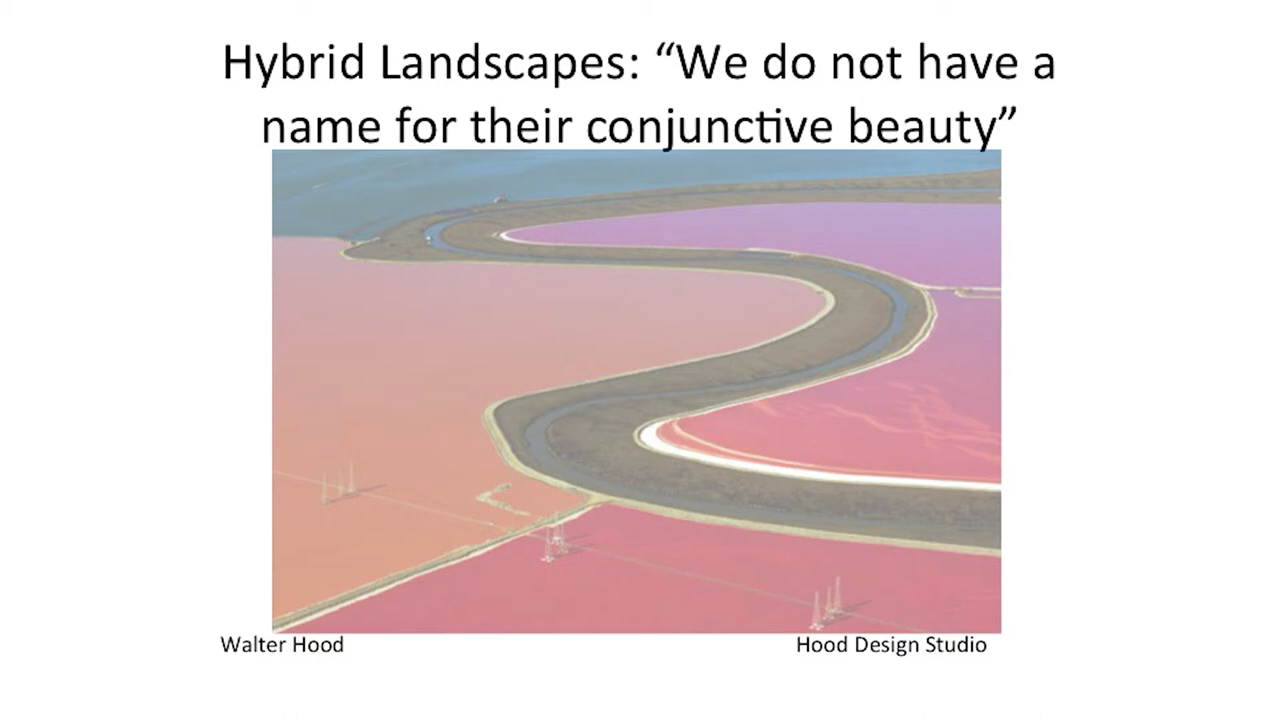 Hybrid Landscapes: “We do not have a
name for their conjunctive beauty”
Walter Hood
Hood Design Studio